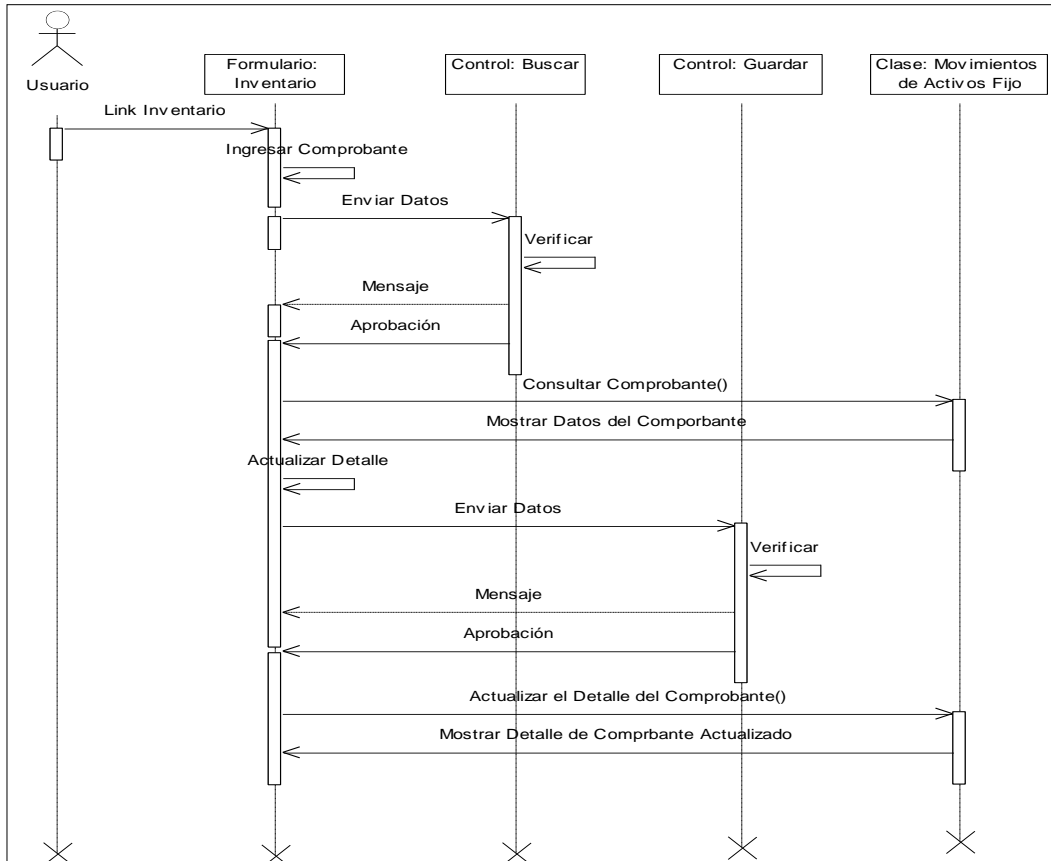 Usuario
Formulario:
Inventario
Control: Buscar
Control: Guardar
Clase: Movimientos
de Activos Fijo
Link Inventario
Ingresar Comprobante
Enviar Datos
Verificar
Mensaje
Aprobación
Consultar Comprobante()
Mostrar Datos del Comporbante
Actualizar Detalle
Enviar Datos
Verificar
Mensaje
Aprobación
Actualizar el Detalle del Comprobante()
Mostrar Detalle de Comprbante Actualizado